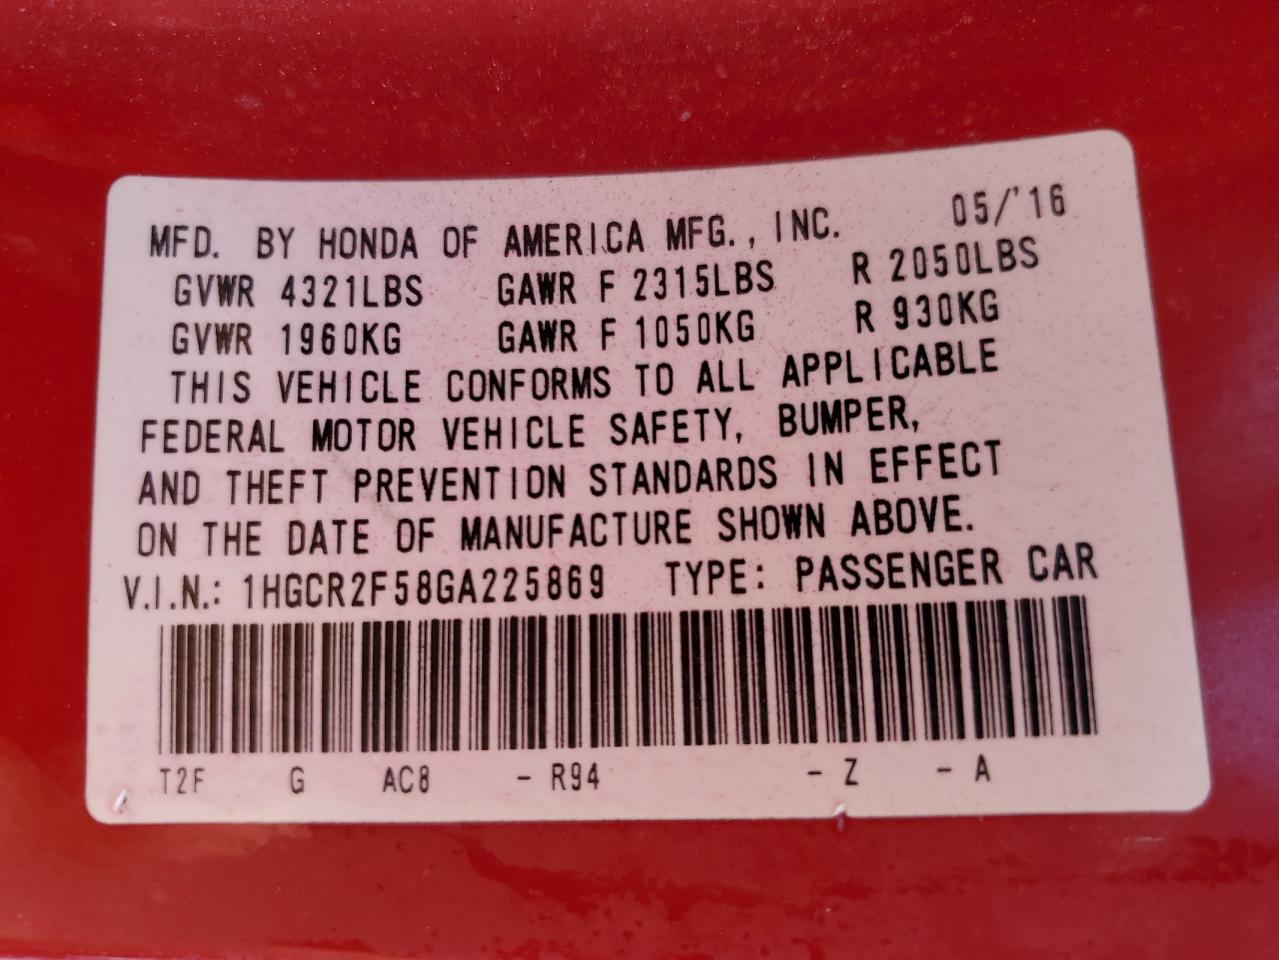 MFD. BY HONDA OF AMERICA MFG., INC. 05/'16
GVWR 4321LBS GAWR F 2315LBS R 2050LBS
GVWR 1960KG GAWR F 1050KG R 930KG
THIS VEHICLE CONFORMS TO ALL APPLICABLE
FEDERAL MOTOR VEHICLE SAFETY, BUMPER,
AND THEFT PREVENTION STANDARDS IN EFFECT
ON THE DATE OF MANUFACTURE SHOWN ABOVE.
V.I.N.: 1HGCR2F58GA225869 TYPE: PASSENGER CAR
T2F G AC8 - R94 - Z - A